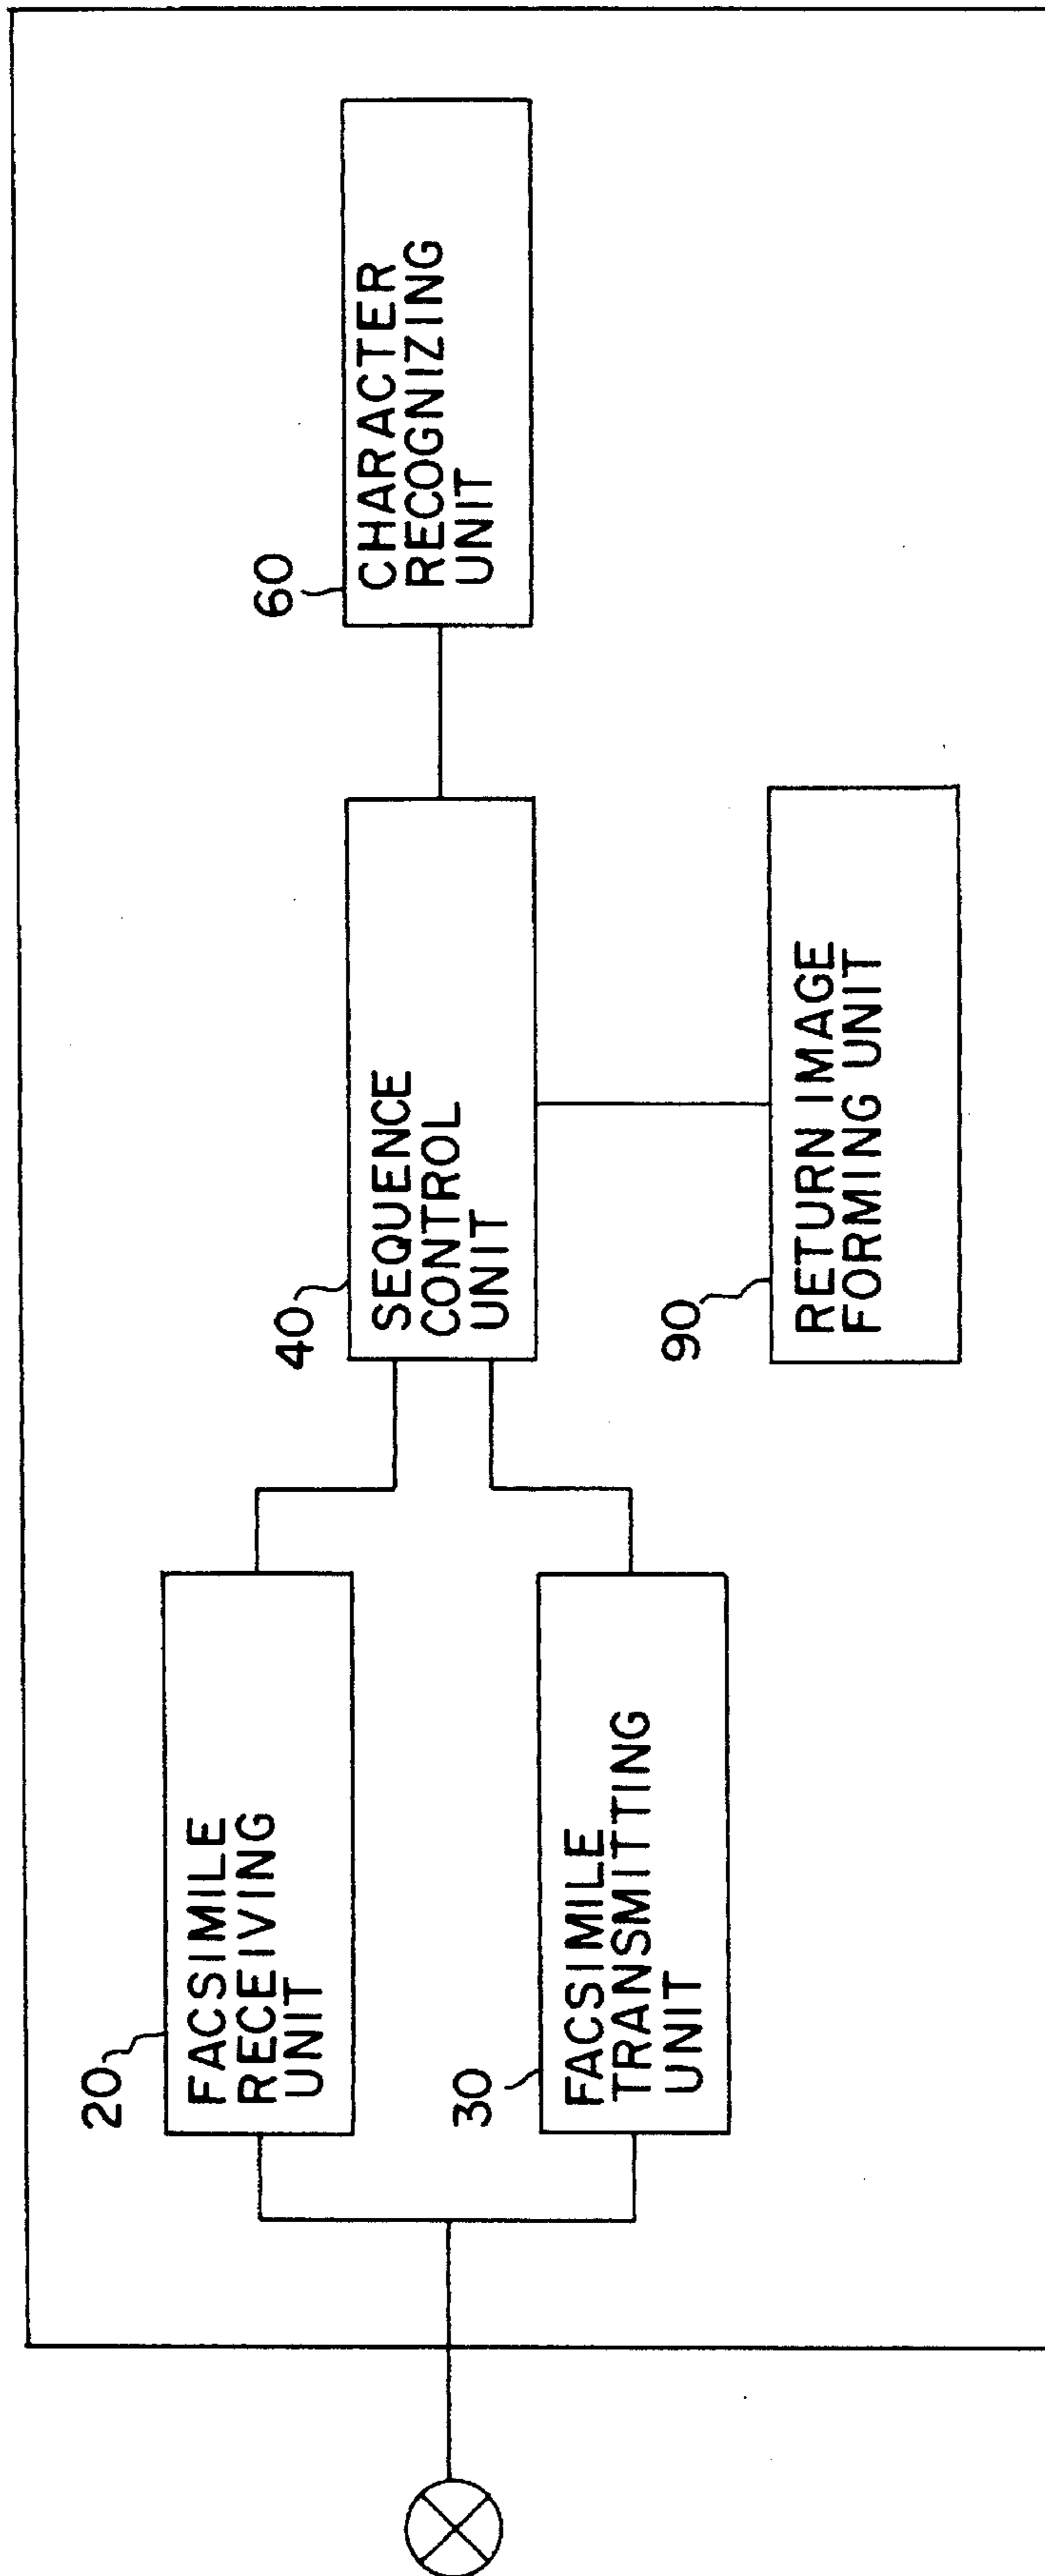 20
FACSIMILE
RECEIVING
UNIT
30
FACSIMILE
TRANSMITTING
UNIT
40
SEQUENCE
CONTROL
UNIT
90
RETURN IMAGE
FORMING UNIT
60
CHARACTER
RECOGNIZING
UNIT